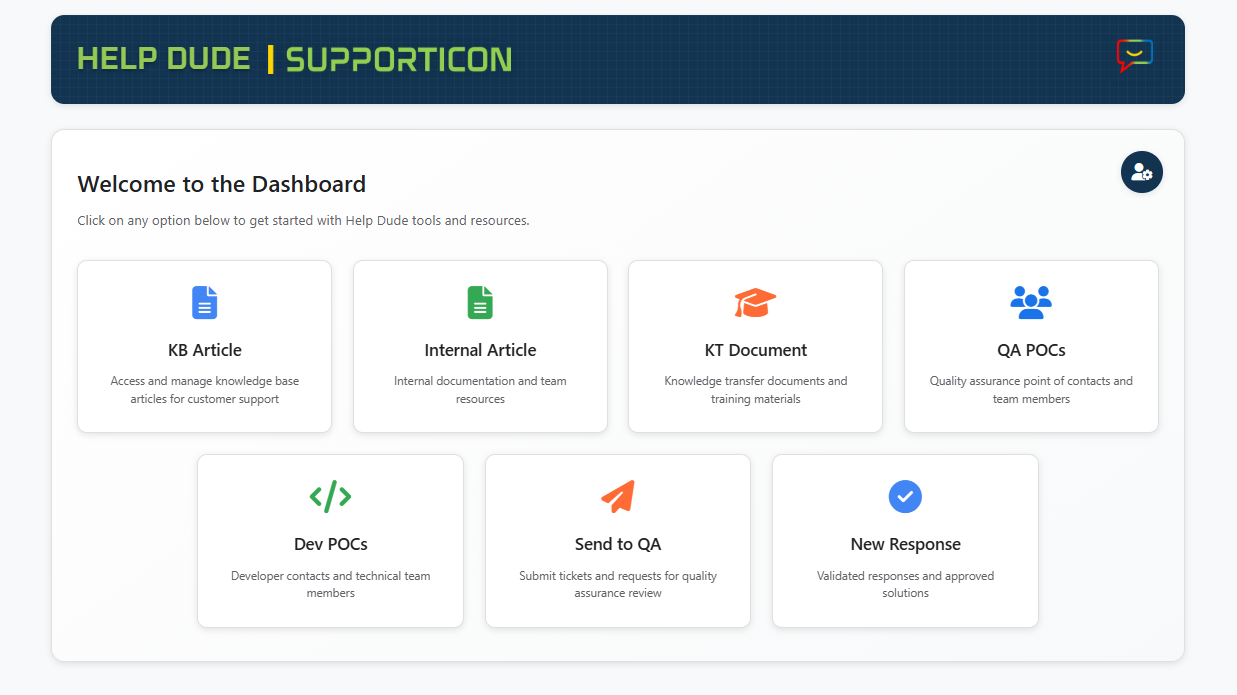 HELP DUDE | SUPPORTICON
Welcome to the Dashboard
Click on any option below to get started with Help Dude tools and resources.
KB Article
Access and manage knowledge base
articles for customer support
Internal Article
Internal documentation and team
resources
KT Document
Knowledge transfer documents and
training materials
QA POCs
Quality assurance point of contacts and
team members
Dev POCs
Developer contacts and technical team
members
Send to QA
Submit tickets and requests for quality
assurance review
New Response
Validated responses and approved
solutions